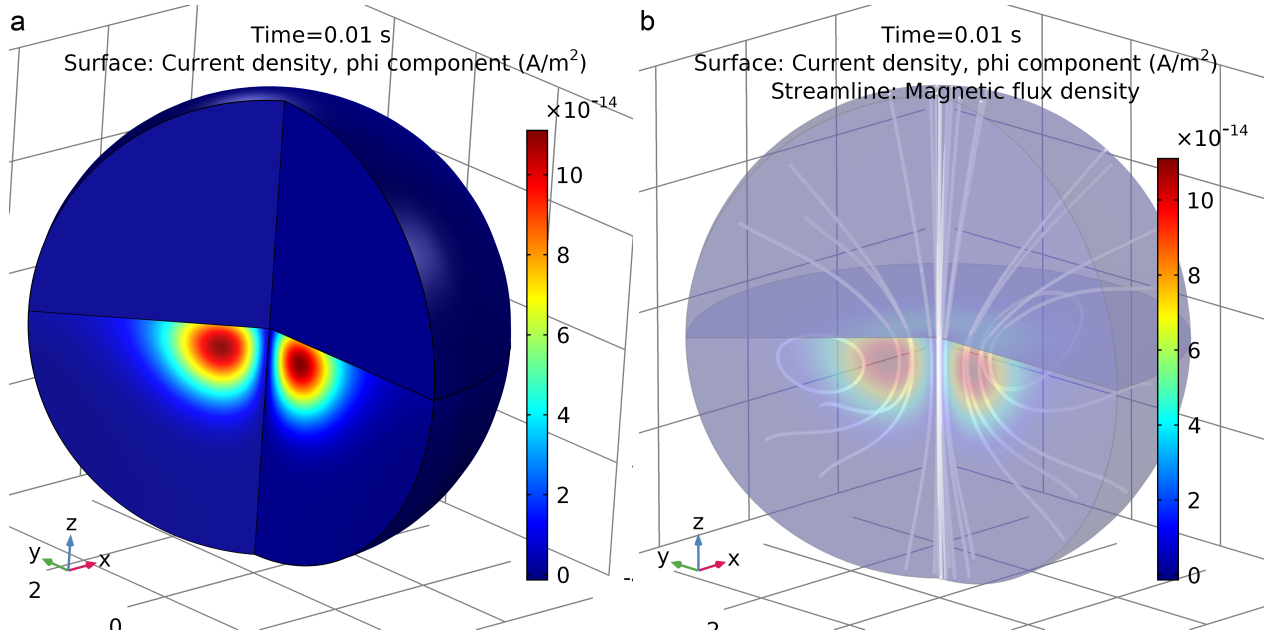 a
Time=0.01 s
Surface: Current density, phi component (A/m²)
×10⁻¹⁴
10
8
6
4
2
0
z
y
x
2
0
b
Time=0.01 s
Surface: Current density, phi component (A/m²)
Streamline: Magnetic flux density
×10⁻¹⁴
10
8
6
4
2
0
z
y
x